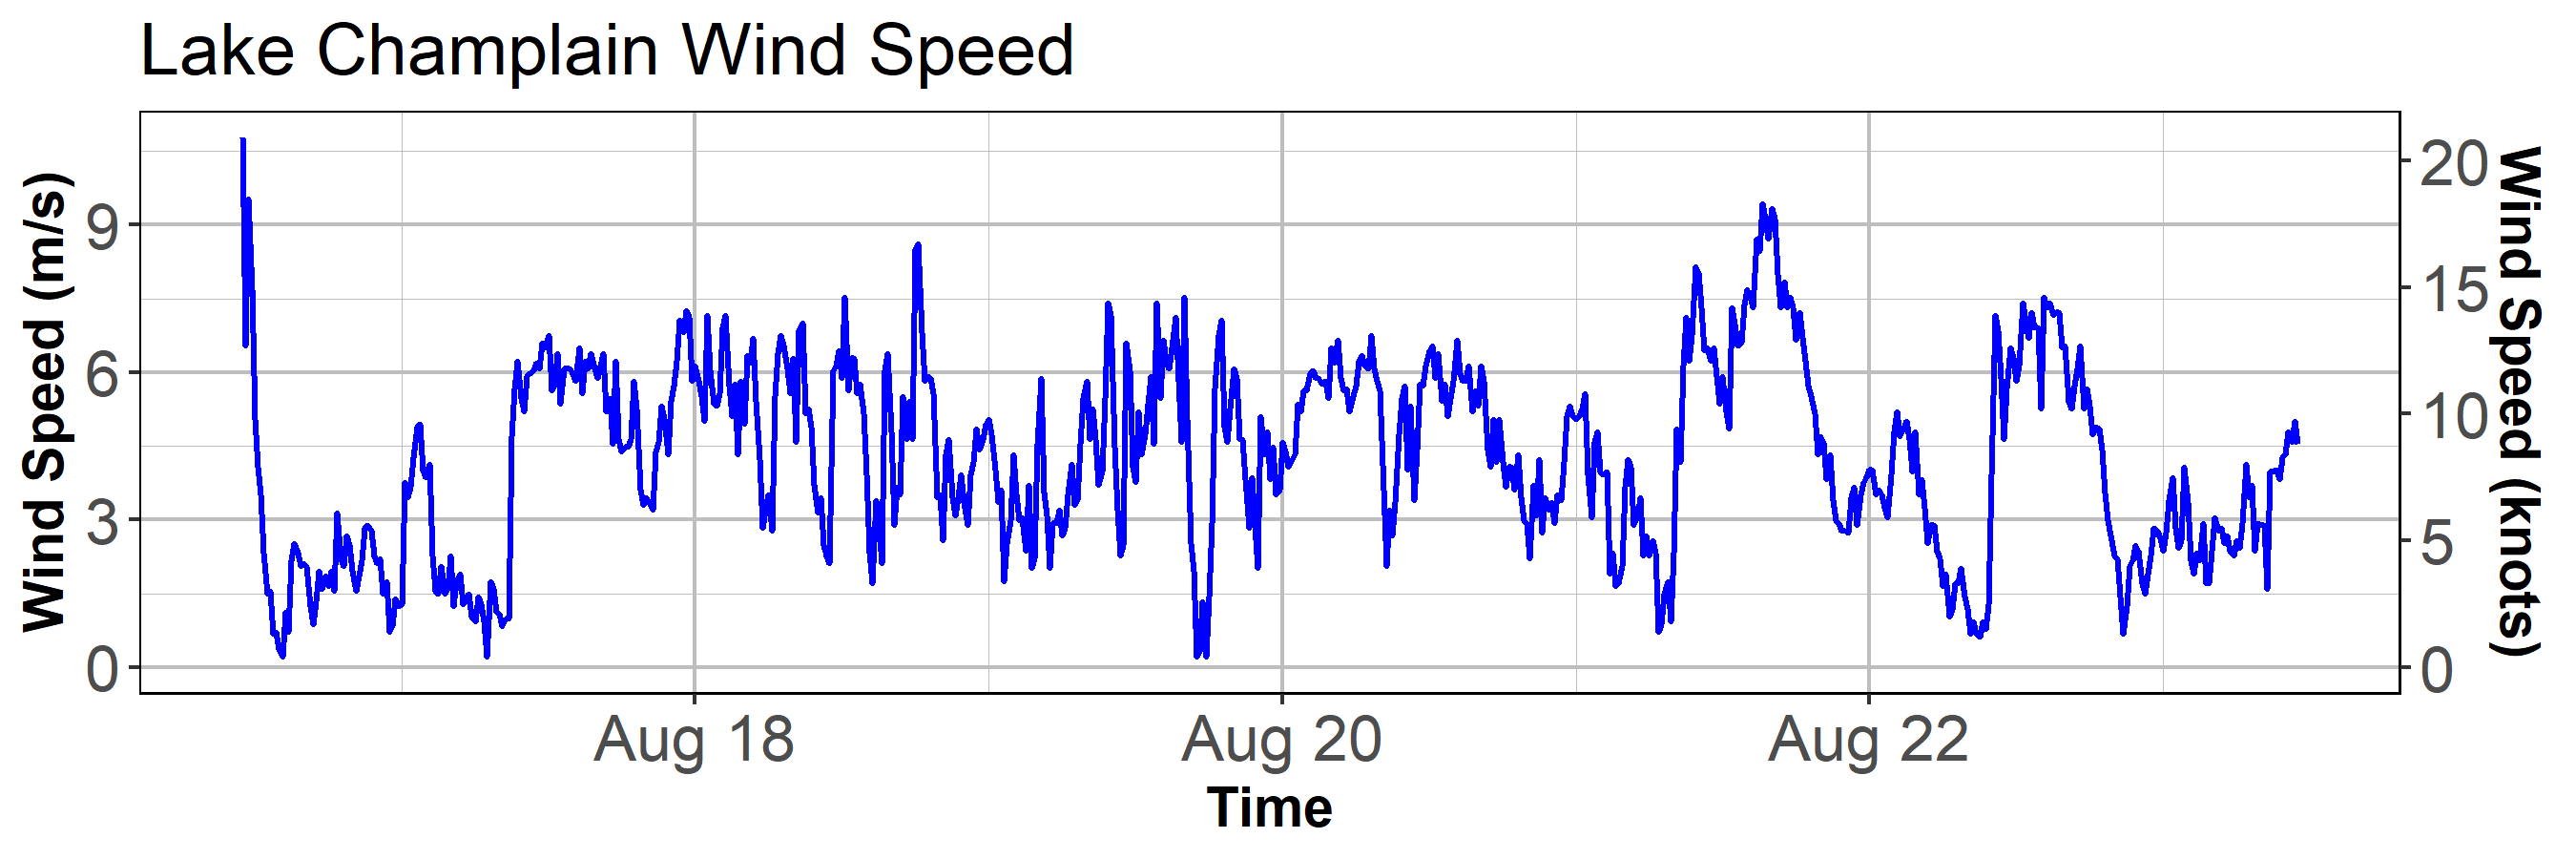 Lake Champlain Wind Speed
Wind Speed (m/s)
9
6
3
0
20
15
10
5
0
Wind Speed (knots)
Aug 18
Aug 20
Aug 22
Time